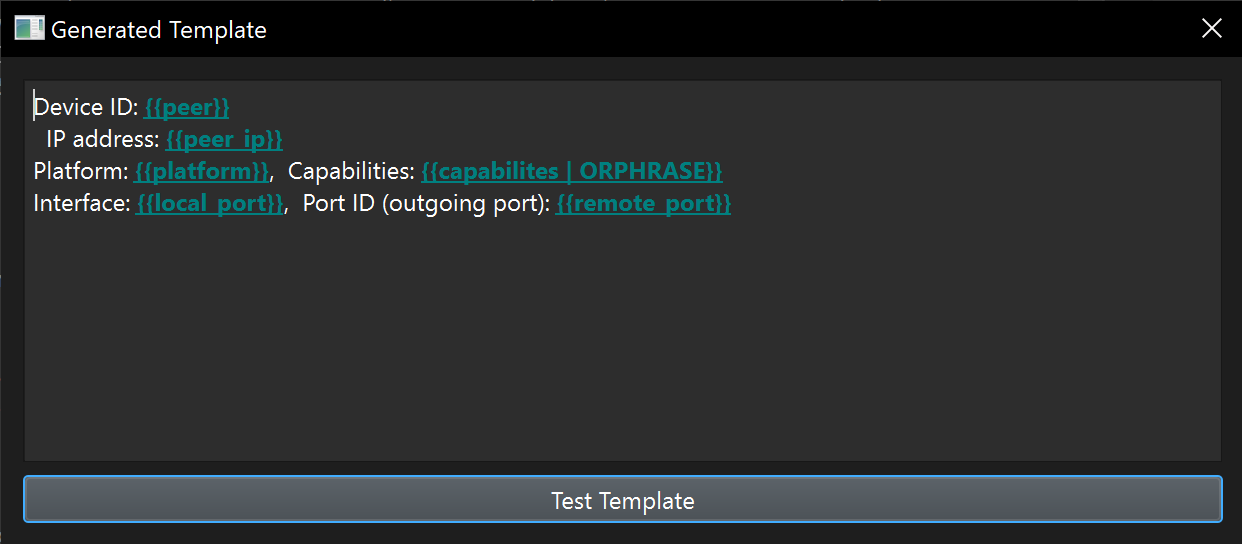 Generated Template
Device ID: {{peer}}
  IP address: {{peer_ip}}
Platform: {{platform}},  Capabilities: {{capabilites | ORPHRASE}}
Interface: {{local_port}},  Port ID (outgoing port): {{remote_port}}
Test Template